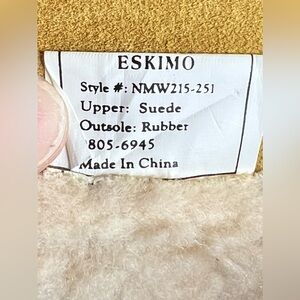 ESKIMO
Style #: NMW215-251
Upper: Suede
Outsole: Rubber
805-6945
Made In China